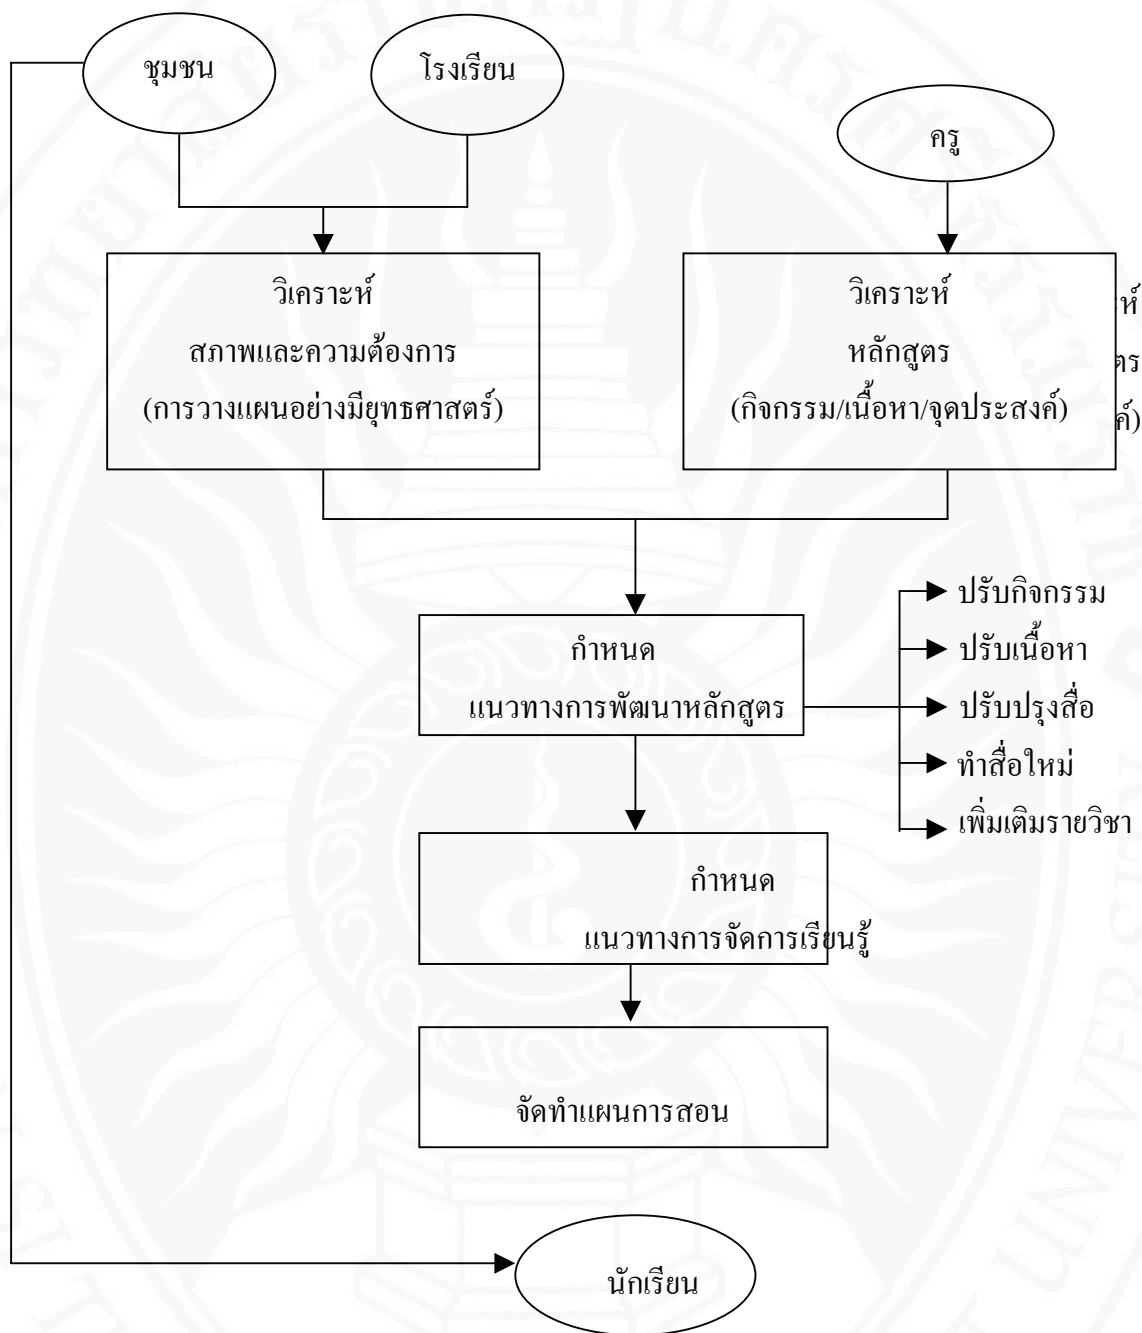 ชุมชน
โรงเรียน
ครู
วิเคราะห์
สภาพและความต้องการ
(การวางแผนอย่างมียุทธศาสตร์)
วิเคราะห์
หลักสูตร
(กิจกรรม/เนื้อหา/จุดประสงค์)
กำหนด
แนวทางการพัฒนาหลักสูตร
ปรับกิจกรรม
ปรับเนื้อหา
ปรับปรุงสื่อ
ทำสื่อใหม่
เพิ่มเติมรายวิชา
กำหนด
แนวทางการจัดการเรียนรู้
จัดทำแผนการสอน
นักเรียน